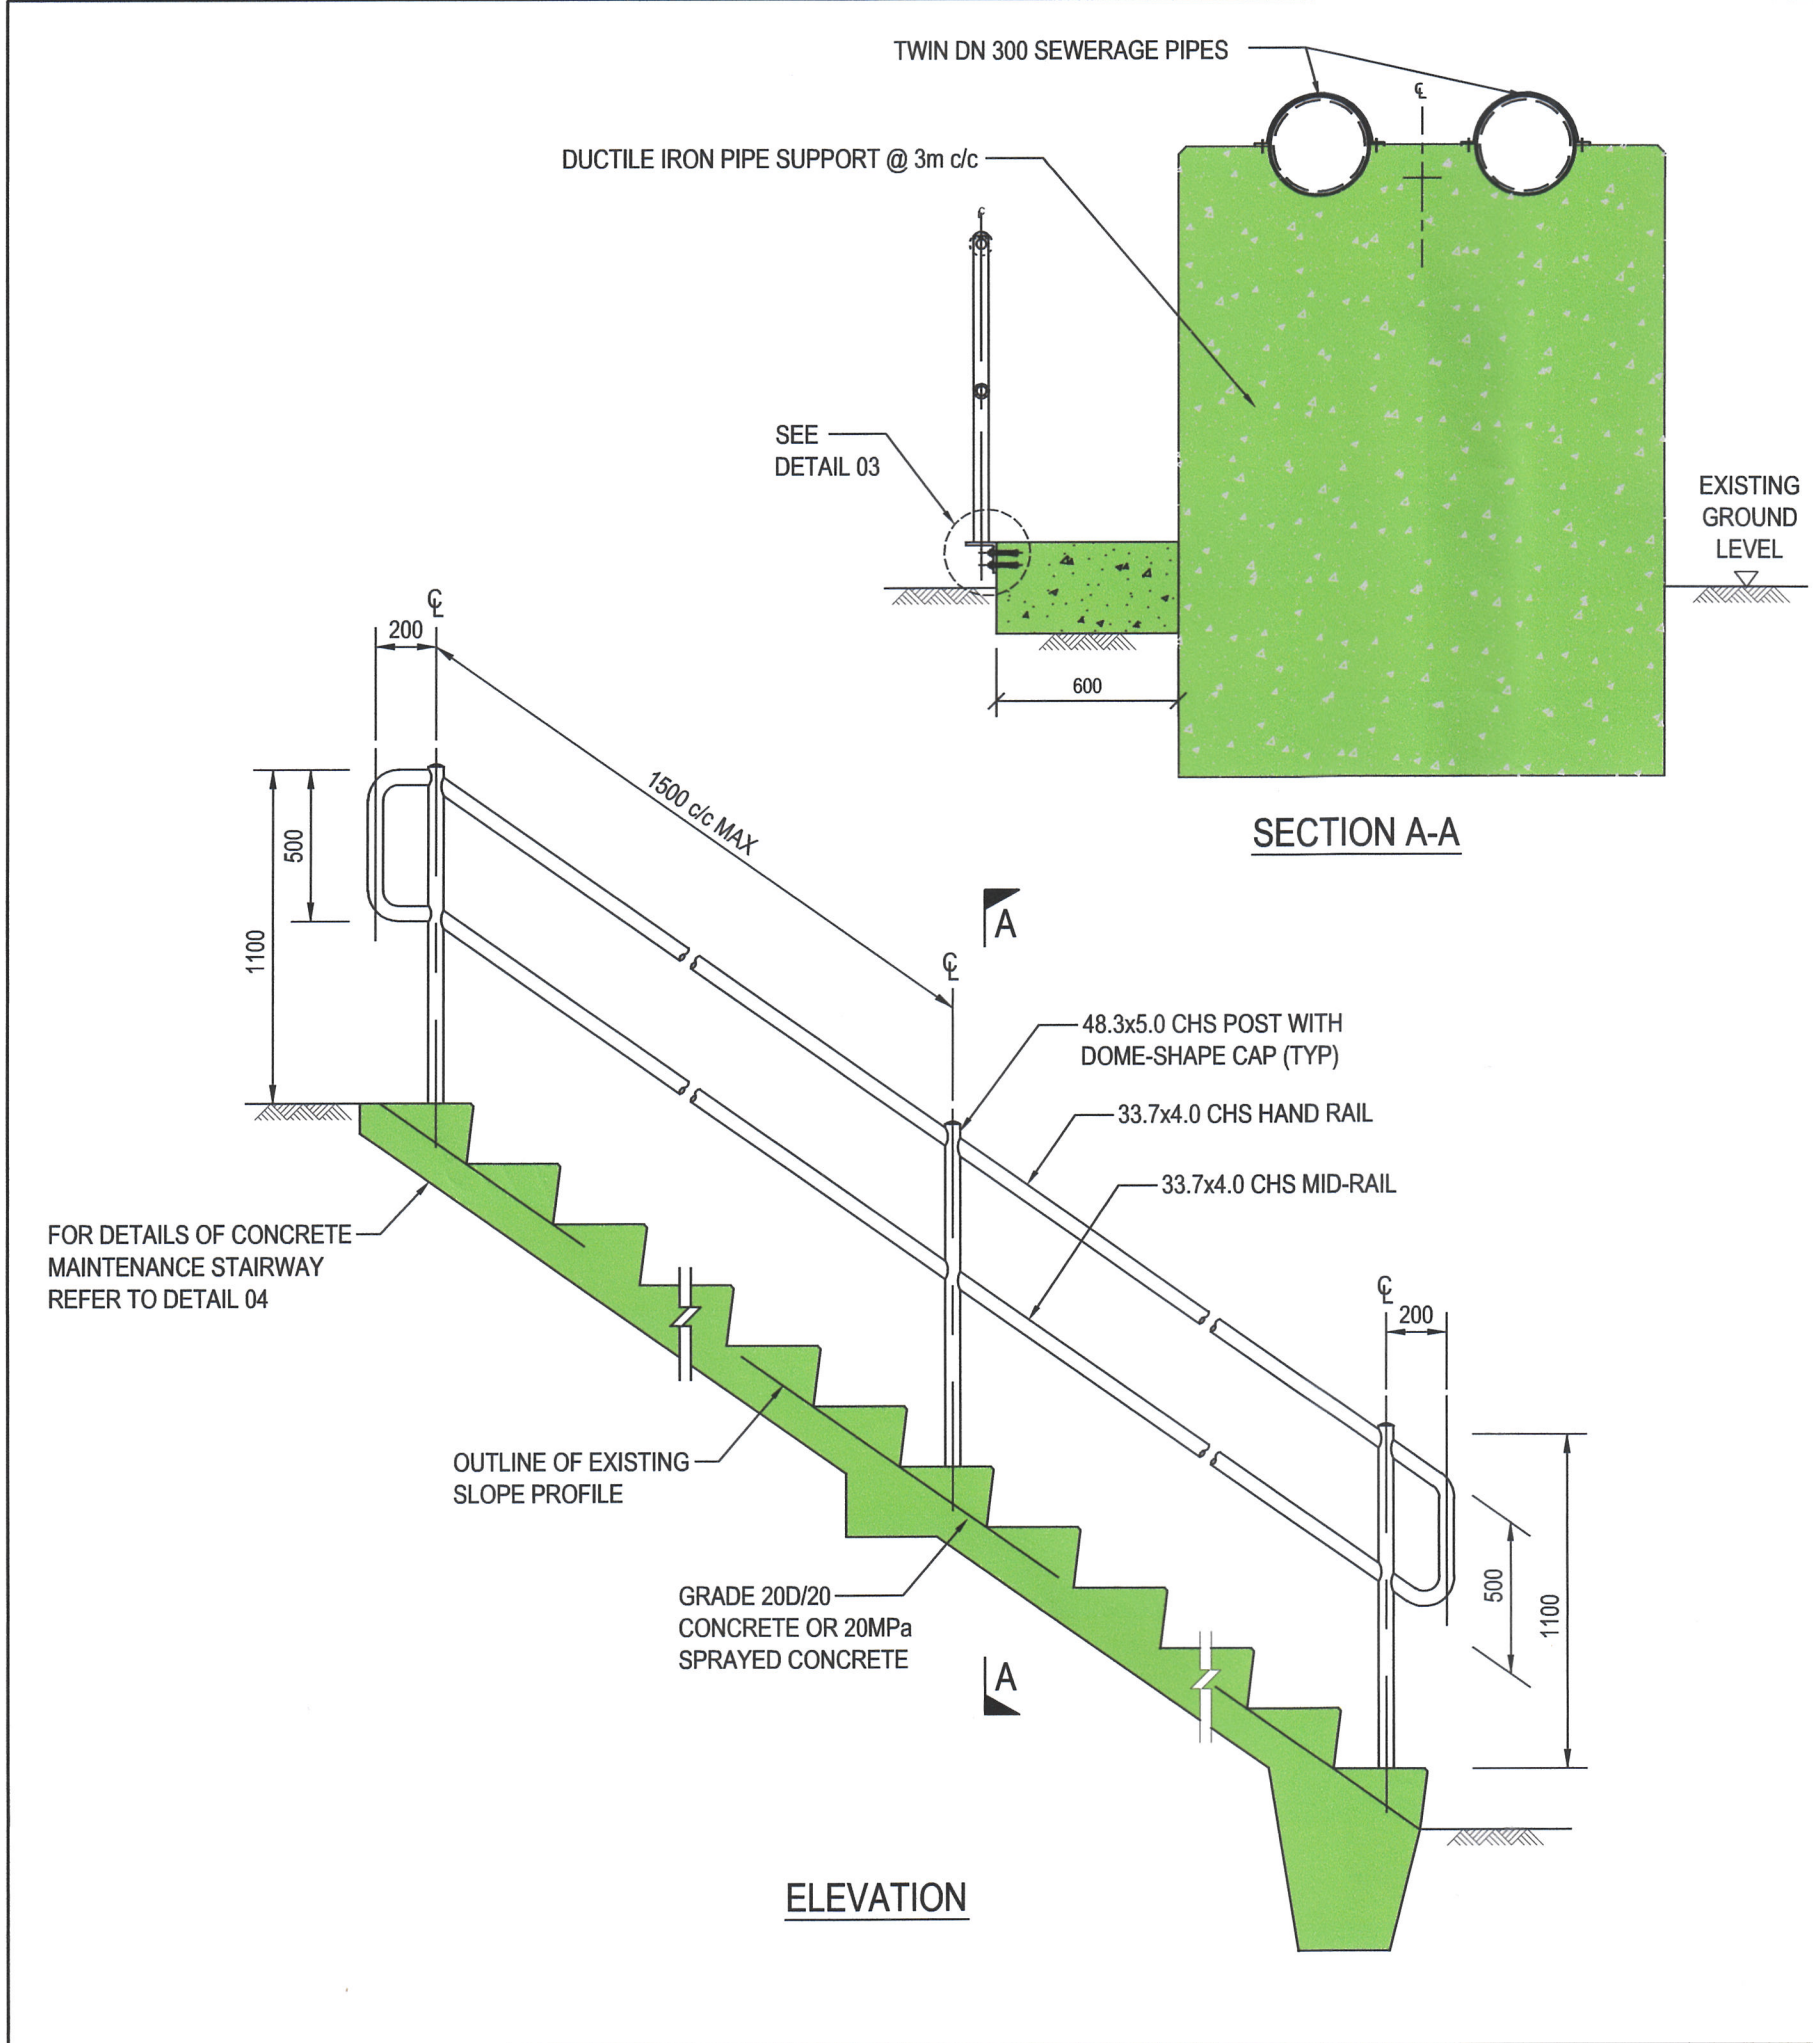 TWIN DN 300 SEWERAGE PIPES
℄
DUCTILE IRON PIPE SUPPORT @ 3m c/c
℄
SEE
DETAIL 03
EXISTING
GROUND
LEVEL
600
SECTION A-A
℄
200
1500 c/c MAX
500
1100
A
℄
48.3x5.0 CHS POST WITH
DOME-SHAPE CAP (TYP)
33.7x4.0 CHS HAND RAIL
33.7x4.0 CHS MID-RAIL
FOR DETAILS OF CONCRETE
MAINTENANCE STAIRWAY
REFER TO DETAIL 04
℄
200
OUTLINE OF EXISTING
SLOPE PROFILE
500
1100
GRADE 20D/20
CONCRETE OR 20MPa
SPRAYED CONCRETE
A
ELEVATION